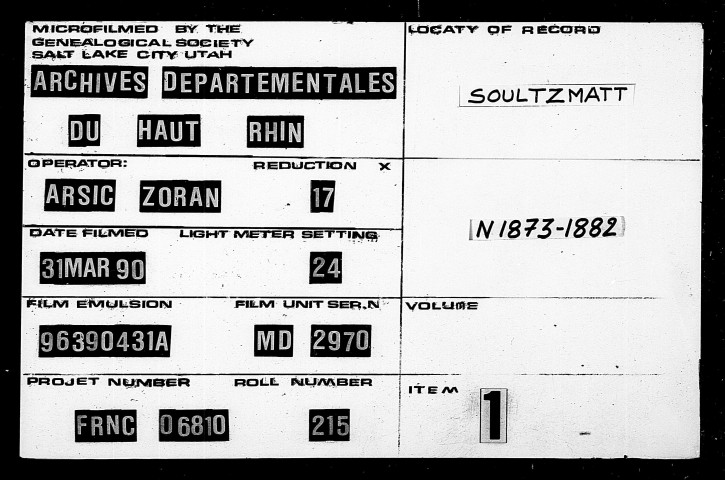 MICROFILMED BY THE
GENEALOGICAL SOCIETY
SALT LAKE CITY UTAH
ARCHIVES DEPARTEMENTALES
DU HAUT RHIN
OPERATOR: REDUCTION X
ARSIC ZORAN 17
DATE FILMED LIGHT METER SETTING
31MAR 90 24
FILM EMULSION FILM UNIT SER.N
96390431A MD 2970
PROJET NUMBER ROLL NUMBER
FRNC 06810 215
LOCATY OF RECORD
SOULTZMATT
N 1873-1882
VOLUME
ITEM 1